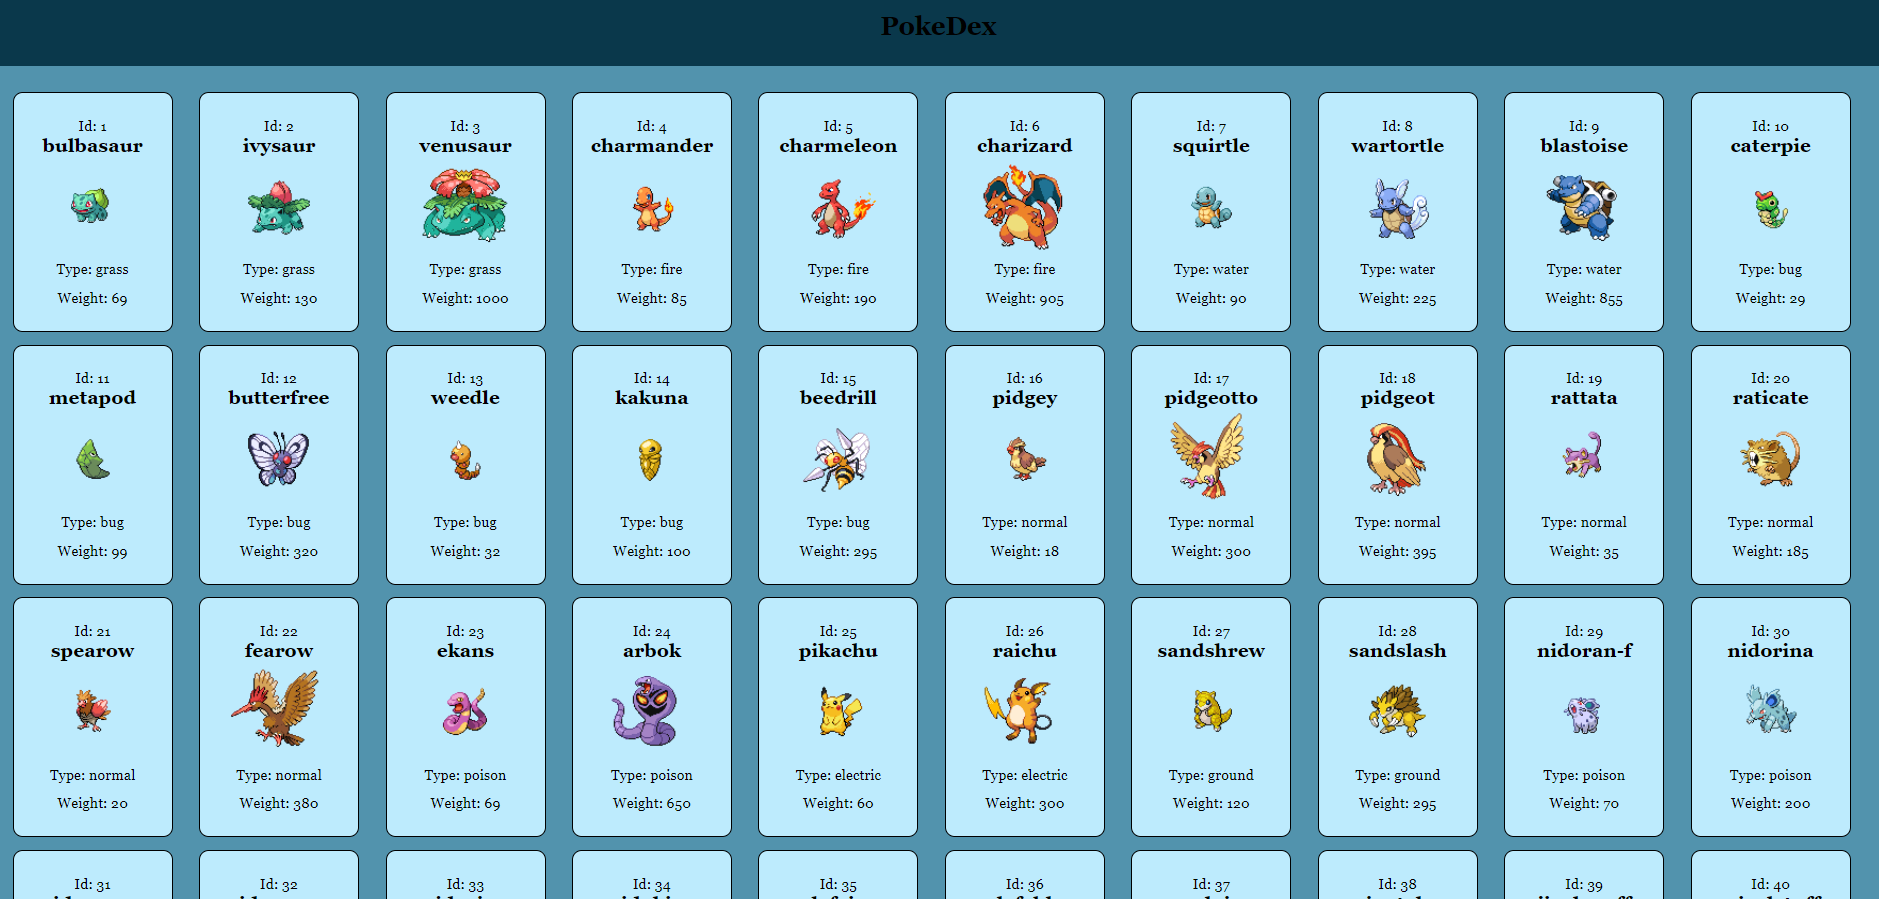 PokeDex
Id: 1
bulbasaur
Type: grass
Weight: 69
Id: 2
ivysaur
Type: grass
Weight: 130
Id: 3
venusaur
Type: grass
Weight: 1000
Id: 4
charmander
Type: fire
Weight: 85
Id: 5
charmeleon
Type: fire
Weight: 190
Id: 6
charizard
Type: fire
Weight: 905
Id: 7
squirtle
Type: water
Weight: 90
Id: 8
wartortle
Type: water
Weight: 225
Id: 9
blastoise
Type: water
Weight: 855
Id: 10
caterpie
Type: bug
Weight: 29
Id: 11
metapod
Type: bug
Weight: 99
Id: 12
butterfree
Type: bug
Weight: 320
Id: 13
weedle
Type: bug
Weight: 32
Id: 14
kakuna
Type: bug
Weight: 100
Id: 15
beedrill
Type: bug
Weight: 295
Id: 16
pidgey
Type: normal
Weight: 18
Id: 17
pidgeotto
Type: normal
Weight: 300
Id: 18
pidgeot
Type: normal
Weight: 395
Id: 19
rattata
Type: normal
Weight: 35
Id: 20
raticate
Type: normal
Weight: 185
Id: 21
spearow
Type: normal
Weight: 20
Id: 22
fearow
Type: normal
Weight: 380
Id: 23
ekans
Type: poison
Weight: 69
Id: 24
arbok
Type: poison
Weight: 650
Id: 25
pikachu
Type: electric
Weight: 60
Id: 26
raichu
Type: electric
Weight: 300
Id: 27
sandshrew
Type: ground
Weight: 120
Id: 28
sandslash
Type: ground
Weight: 295
Id: 29
nidoran-f
Type: poison
Weight: 70
Id: 30
nidorina
Type: poison
Weight: 200
Id: 31
Id: 32
Id: 33
Id: 34
Id: 35
Id: 36
Id: 37
Id: 38
Id: 39
Id: 40